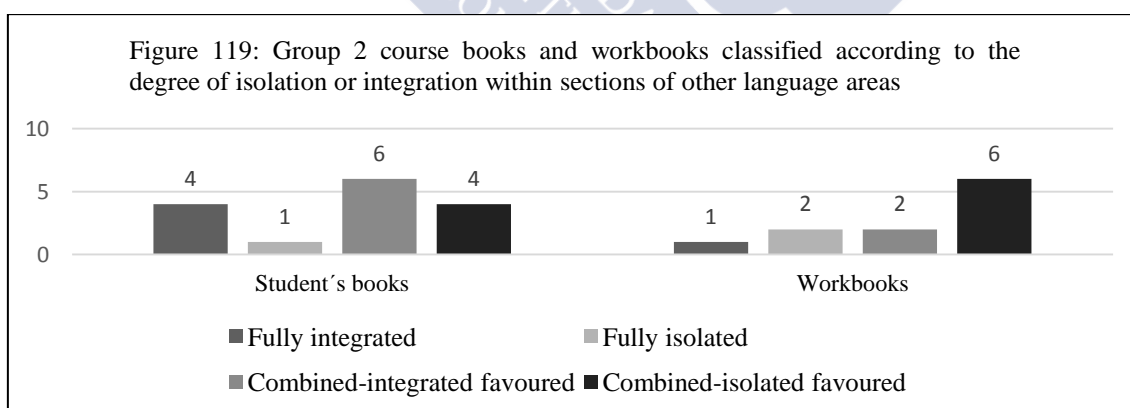 Figure 119: Group 2 course books and workbooks classified according to the
degree of isolation or integration within sections of other language areas
10
5
0
4
1
6
4
1
2
2
6
Student´s books
Workbooks
Fully integrated
Fully isolated
Combined-integrated favoured
Combined-isolated favoured